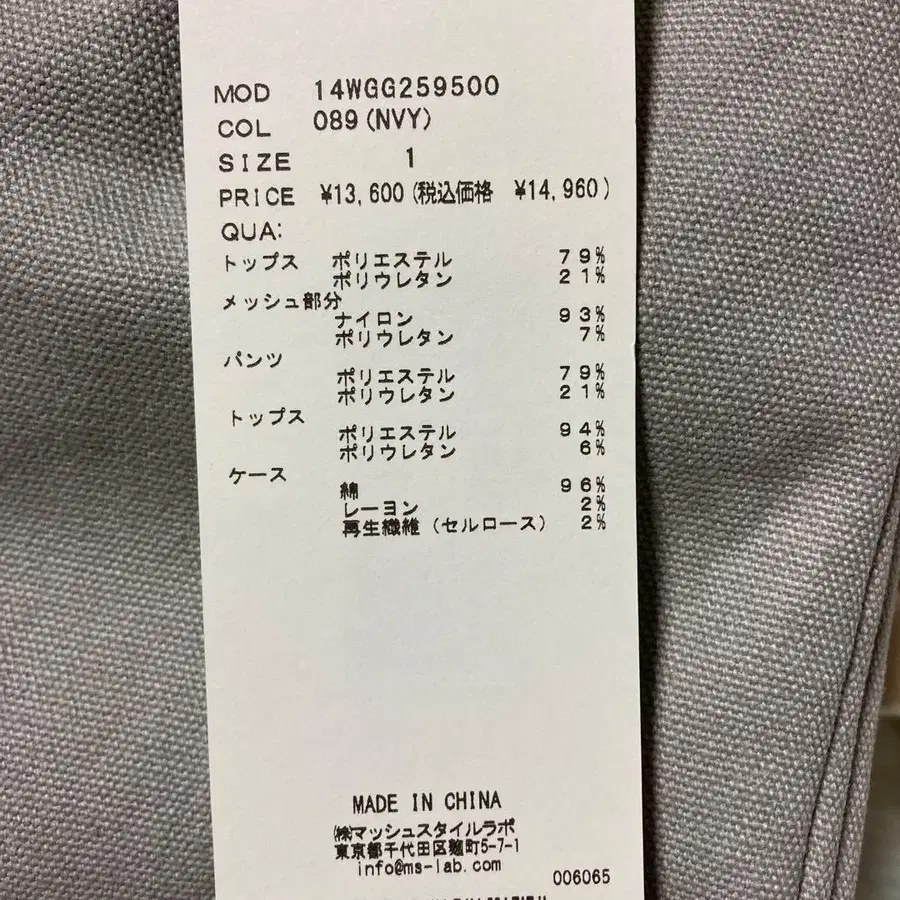 MOD 14WGG259500
COL 089(NVY)
SIZE 1
PRICE ¥13,600(税込価格 ¥14,960)
QUA:
トップス ポリエステル 79%
ポリウレタン 21%
メッシュ部分
ナイロン 93%
ポリウレタン 7%
パンツ
ポリエステル 79%
ポリウレタン 21%
トップス
ポリエステル 94%
ポリウレタン 6%
ケース
綿 96%
レーヨン 2%
再生繊維(セルロース) 2%
MADE IN CHINA
㈱マッシュスタイルラボ
東京都千代田区麹町5-7-1
info@ms-lab.com
006065